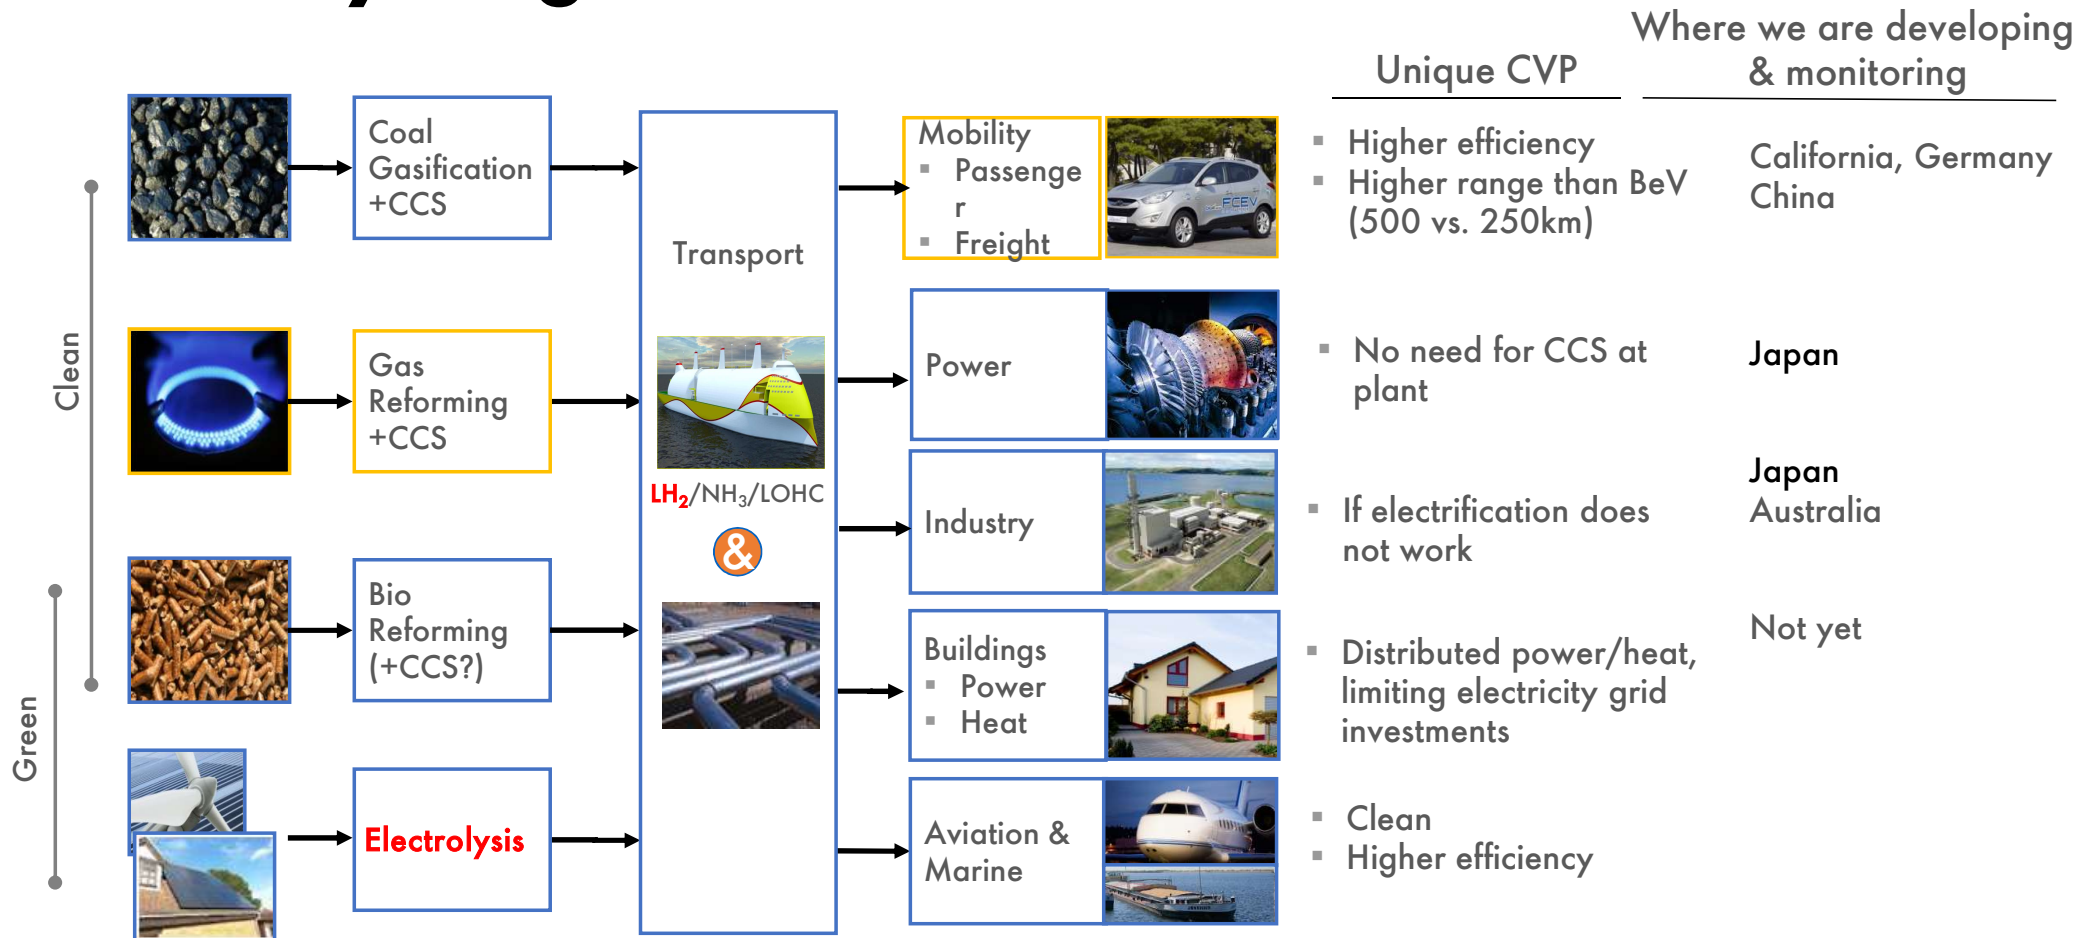 Where we are developing
& monitoring
Unique CVP
Clean
Green
Coal
Gasification
+CCS
Gas
Reforming
+CCS
Bio
Reforming
(+CCS?)
Electrolysis
Transport
LH₂/NH₃/LOHC
&
Mobility
▪ Passenge
r
▪ Freight
FCEV
▪ Higher efficiency
▪ Higher range than BeV
(500 vs. 250km)
California, Germany
China
Power
▪ No need for CCS at
plant
Japan
Industry
▪ If electrification does
not work
Japan
Australia
Buildings
▪ Power
▪ Heat
▪ Distributed power/heat,
limiting electricity grid
investments
Not yet
Aviation &
Marine
▪ Clean
▪ Higher efficiency